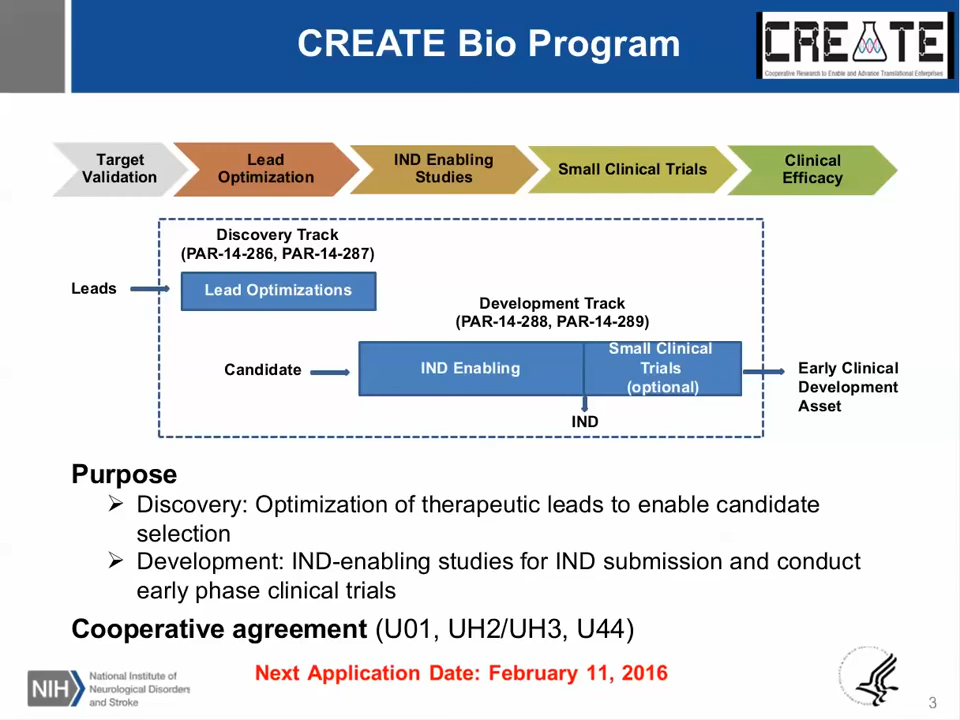 CREATE Bio Program
CREATE
Cooperative Research to Enable and Advance Translational Enterprises
Target
Validation
Lead
Optimization
IND Enabling
Studies
Small Clinical Trials
Clinical
Efficacy
Discovery Track
(PAR-14-286, PAR-14-287)
Leads
Lead Optimizations
Development Track
(PAR-14-288, PAR-14-289)
Candidate
IND Enabling
Small Clinical
Trials
(optional)
Early Clinical
Development
Asset
IND
Purpose
➢ Discovery: Optimization of therapeutic leads to enable candidate
selection
➢ Development: IND-enabling studies for IND submission and conduct
early phase clinical trials
Cooperative agreement (U01, UH2/UH3, U44)
Next Application Date: February 11, 2016
NIH
National Institute of
Neurological Disorders
and Stroke
3